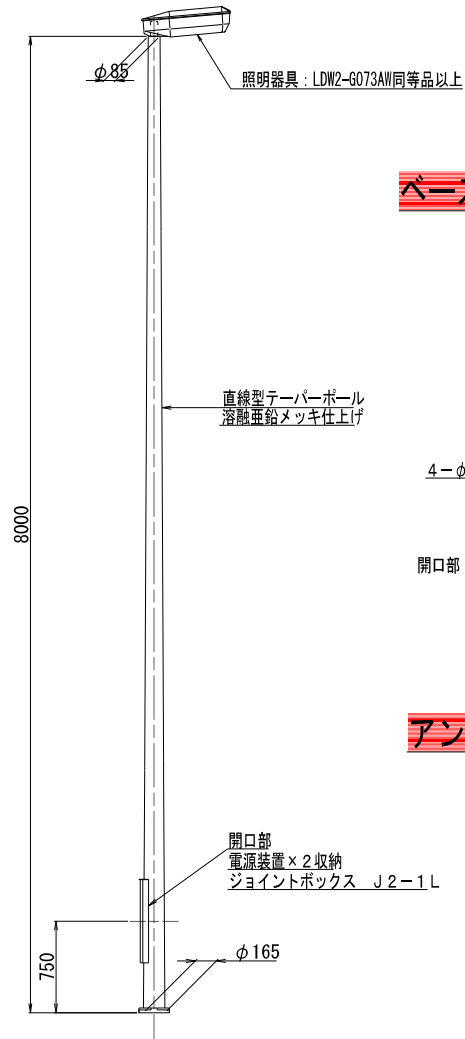 φ85
照明器具：LDW2-G073AW同等品以上
ベース
直線型テーパーポール
溶融亜鉛メッキ仕上げ
4－φ
8000
開口部
アン
開口部
電源装置×２収納
ジョイントボックス　Ｊ２－１Ｌ
750
φ165